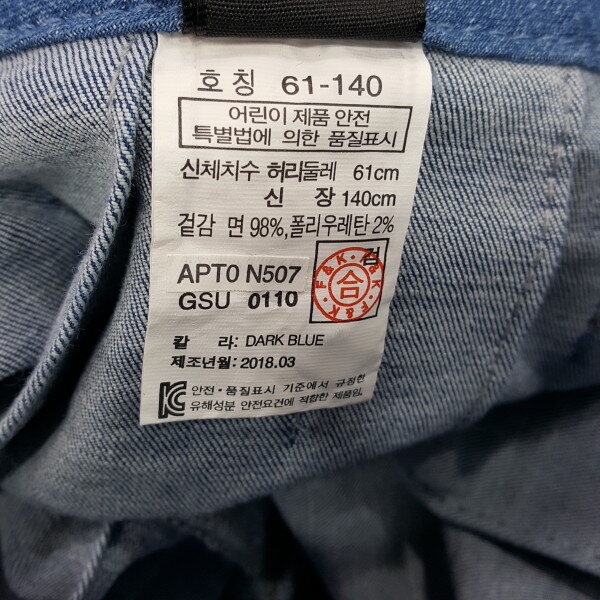 호칭 61-140
어린이 제품 안전
특별법에 의한 품질표시
신체치수 허리둘레 61cm
신 장 140cm
겉감 면 98%, 폴리우레탄 2%
검
APT0 N507
GSU 0110
F&K · F&K · F&K
合
칼 라: DARK BLUE
제조년월: 2018.03
KC 안전·품질표시 기준에서 규정한
유해성분 안전요건에 적합한 제품임.